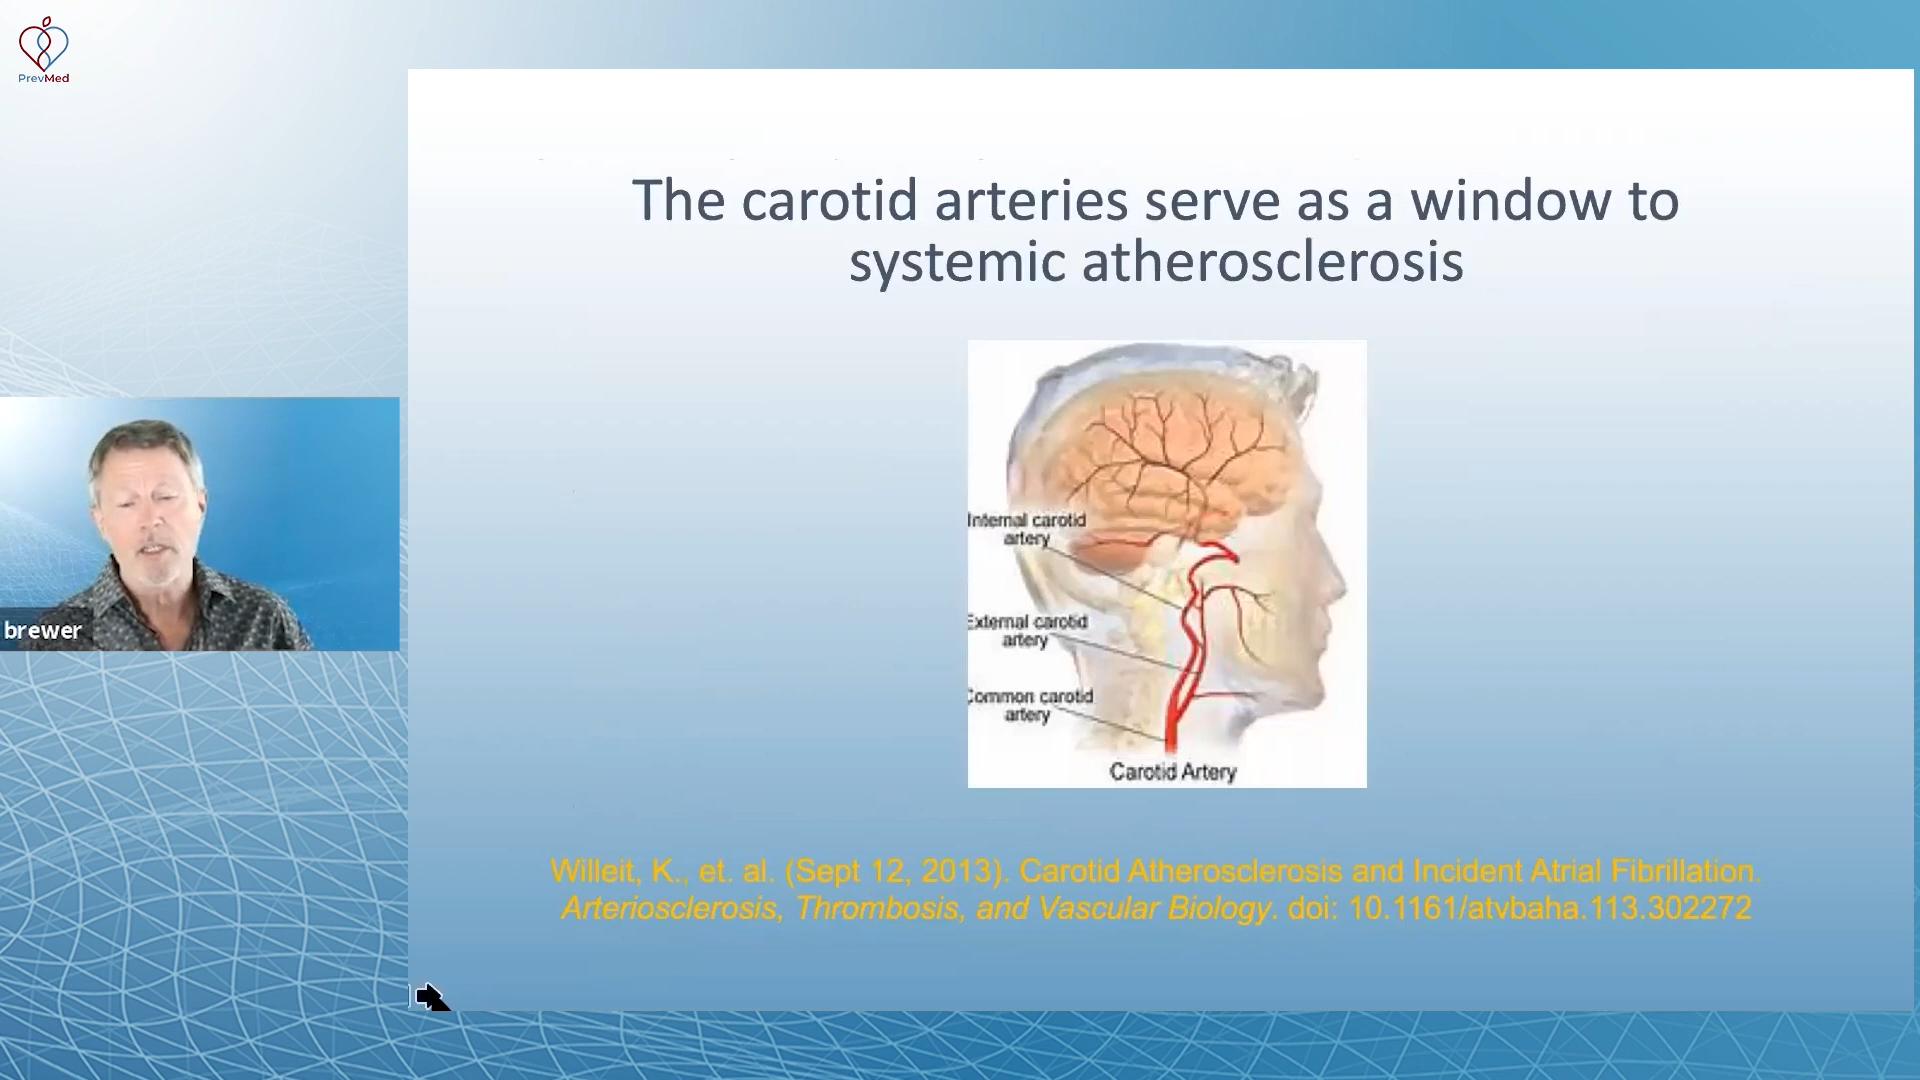 PrevMed
The carotid arteries serve as a window to
systemic atherosclerosis
Internal carotid
artery
External carotid
artery
Common carotid
artery
Carotid Artery
brewer
Willeit, K., et. al. (Sept 12, 2013). Carotid Atherosclerosis and Incident Atrial Fibrillation.
Arteriosclerosis, Thrombosis, and Vascular Biology. doi: 10.1161/atvbaha.113.302272